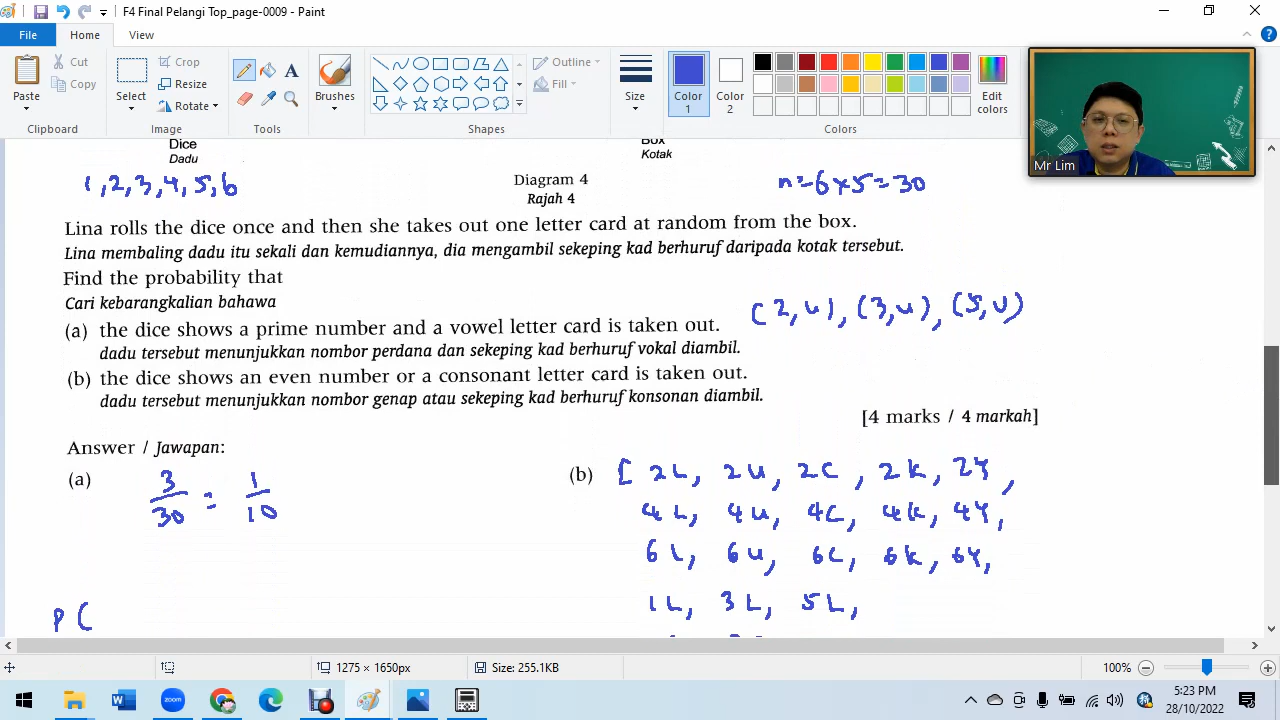 F4 Final Pelangi Top_page-0009 - Paint
File Home View
Paste Cut Copy Clipboard
Select Crop Resize Rotate Image
Tools
Brushes
Shapes Outline Fill
Size
Color 1 Color 2 Edit colors Colors
Mr Lim
Dice
Dadu
Box
Kotak
1, 2, 3, 4, 5, 6
Diagram 4
Rajah 4
n = 6 × 5 = 30
Lina rolls the dice once and then she takes out one letter card at random from the box.
Lina membaling dadu itu sekali dan kemudiannya, dia mengambil sekeping kad berhuruf daripada kotak tersebut.
Find the probability that
Cari kebarangkalian bahawa
(2, U), (3, U), (5, U)
(a) the dice shows a prime number and a vowel letter card is taken out.
dadu tersebut menunjukkan nombor perdana dan sekeping kad berhuruf vokal diambil.
(b) the dice shows an even number or a consonant letter card is taken out.
dadu tersebut menunjukkan nombor genap atau sekeping kad berhuruf konsonan diambil.
[4 marks / 4 markah]
Answer / Jawapan:
(a) 3/30 = 1/10
(b) [ 2L, 2U, 2C, 2K, 2Y,
4L, 4U, 4C, 4K, 4Y,
6L, 6U, 6C, 6K, 6Y,
1L, 3L, 5L,
P(
1275 × 1650px
Size: 255.1KB
100%
5:23 PM
28/10/2022